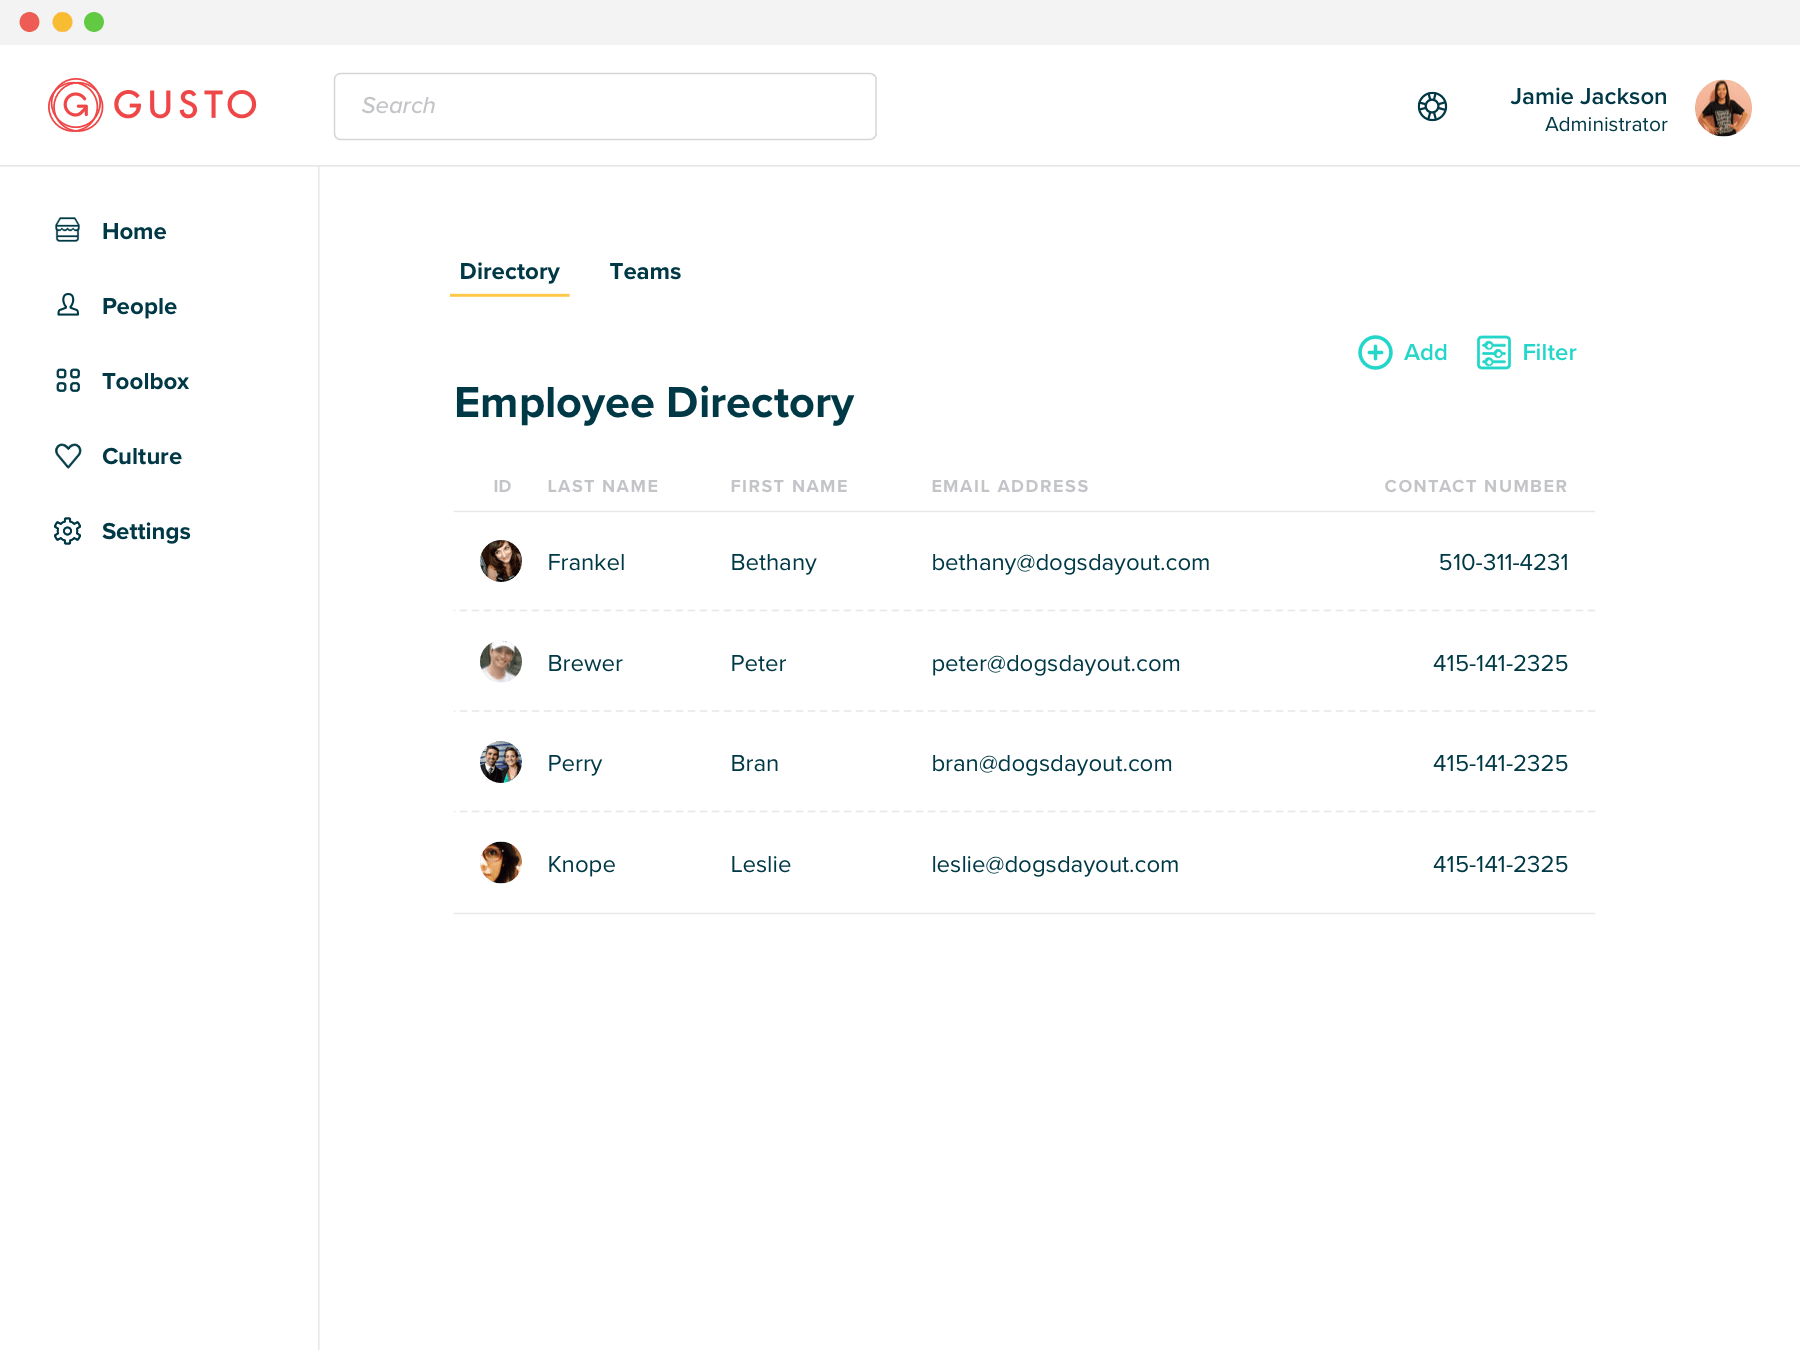 GUSTO
Search
Jamie Jackson
Administrator
Home
People
Toolbox
Culture
Settings
Directory Teams
Add Filter
Employee Directory
ID LAST NAME FIRST NAME EMAIL ADDRESS CONTACT NUMBER
Frankel Bethany bethany@dogsdayout.com 510-311-4231
Brewer Peter peter@dogsdayout.com 415-141-2325
Perry Bran bran@dogsdayout.com 415-141-2325
Knope Leslie leslie@dogsdayout.com 415-141-2325